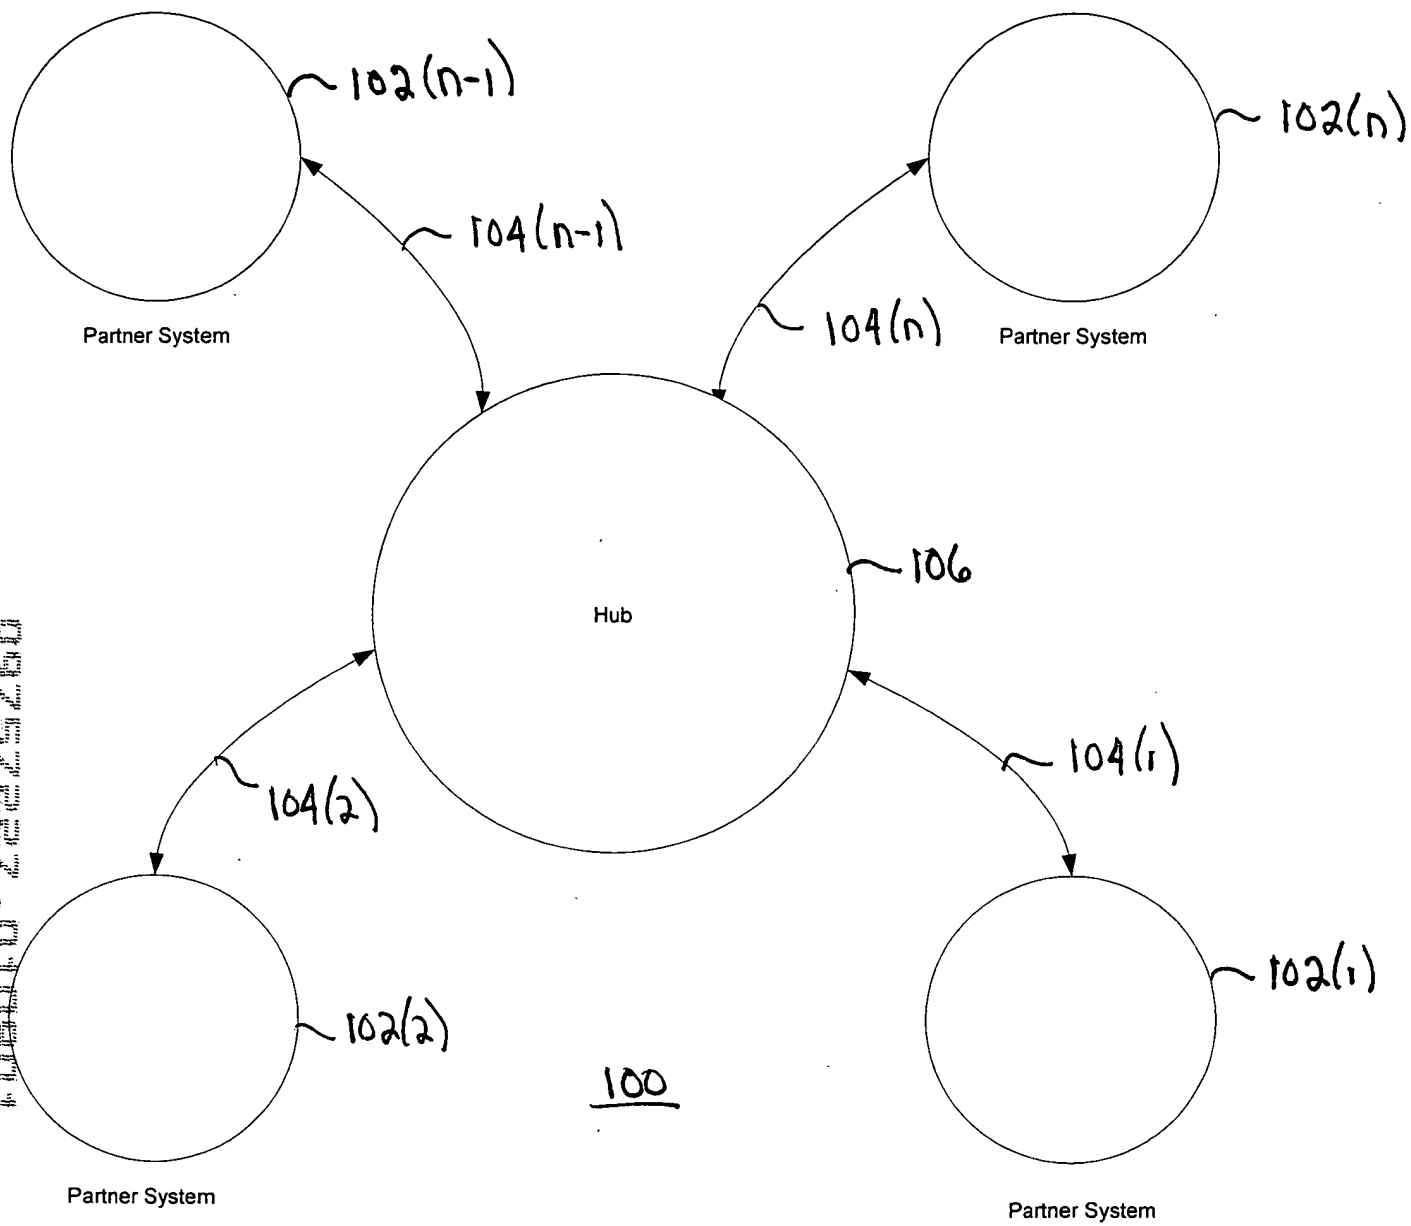 102(n-1)
102(n)
104(n-1)
104(n)
Partner System
Partner System
106
Hub
104(1)
104(2)
102(1)
102(2)
100
Partner System
Partner System